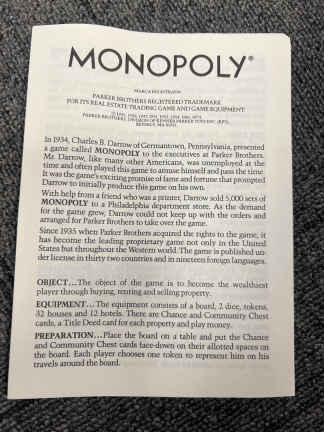 MONOPOLY®
MARCA REGISTRADA
PARKER BROTHERS REGISTERED TRADEMARK
FOR ITS REAL ESTATE TRADING GAME AND GAME EQUIPMENT
PARKER BROTHERS, DIVISION OF
BEVERLY, MA 01915
In 1934, Charles B. Darrow of Germantown, Pennsylvania, presented
a game called MONOPOLY to the executives at Parker Brothers.
Mr. Darrow, like many other Americans, was unemployed at the
time and often played this game to amuse himself and pass the time.
It was the game's exciting promise of fame and fortune that prompted
Darrow to initially produce this game on his own.
With help from a friend who was a printer, Darrow sold 5,000 sets of
MONOPOLY to a Philadelphia department store. As the demand
for the game grew, Darrow could not keep up with the orders and
arranged for Parker Brothers to take over the game.
Since 1935 when Parker Brothers acquired the rights to the game, it
has become the leading proprietary game not only in the United
States but throughout the Western world. The game is published un-
der license in thirty two countries and in nineteen foreign languages.
OBJECT...The object of the game is to become the wealthiest
player through buying, renting and selling property.
EQUIPMENT...The equipment consists of a board, 2 dice, tokens,
32 houses and 12 hotels. There are Chance and Community Chest
cards, a Title Deed card for each property and play money.
PREPARATION...Place the board on a table and put the Chance
and Community Chest cards face-down on their allotted spaces on
the board. Each player chooses one token to represent him on his
travels around the board.